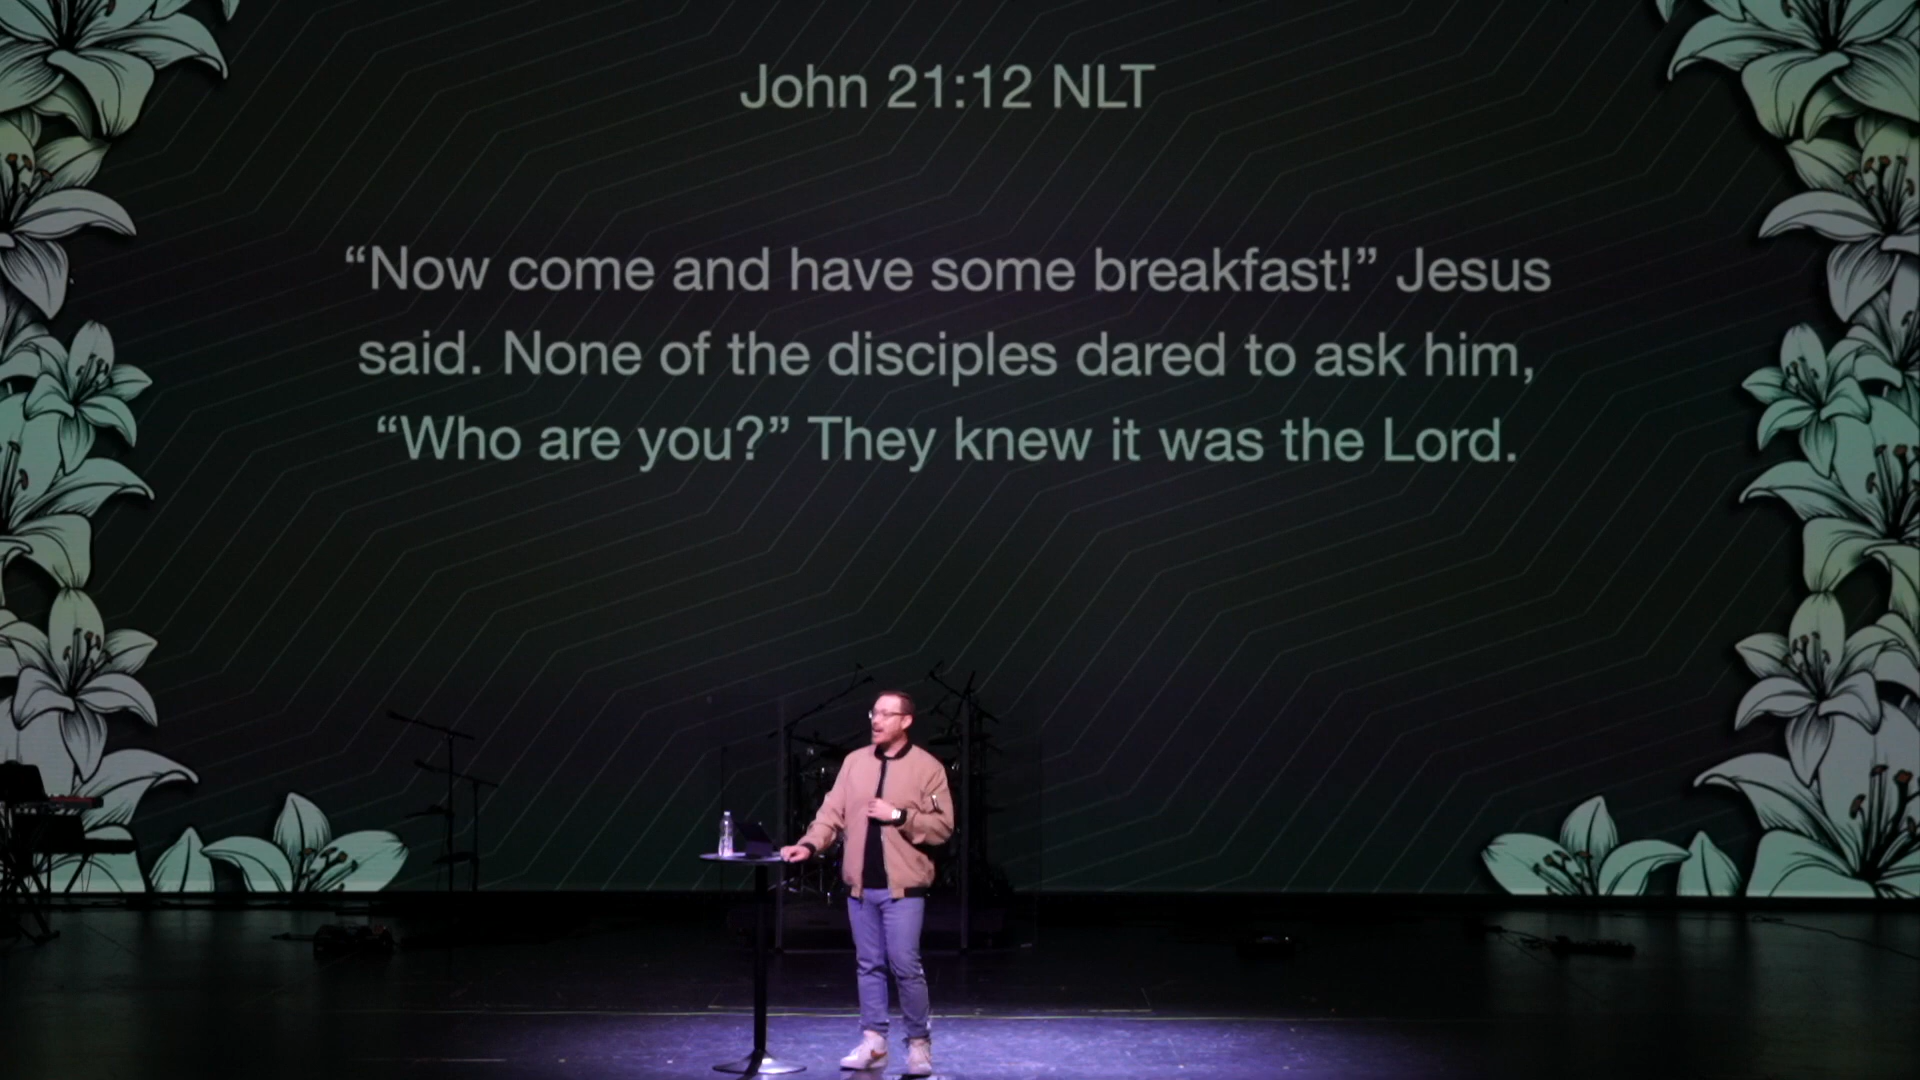 John 21:12 NLT
“Now come and have some breakfast!” Jesus
said. None of the disciples dared to ask him,
“Who are you?” They knew it was the Lord.